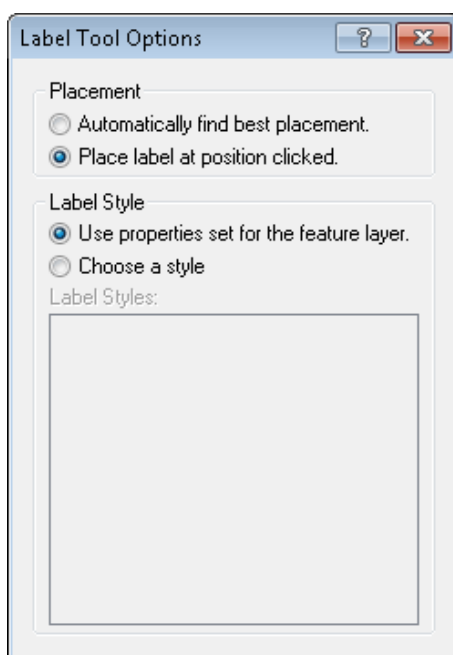 Label Tool Options
Placement
Automatically find best placement.
Place label at position clicked.
Label Style
Use properties set for the feature layer.
Choose a style
Label Styles: